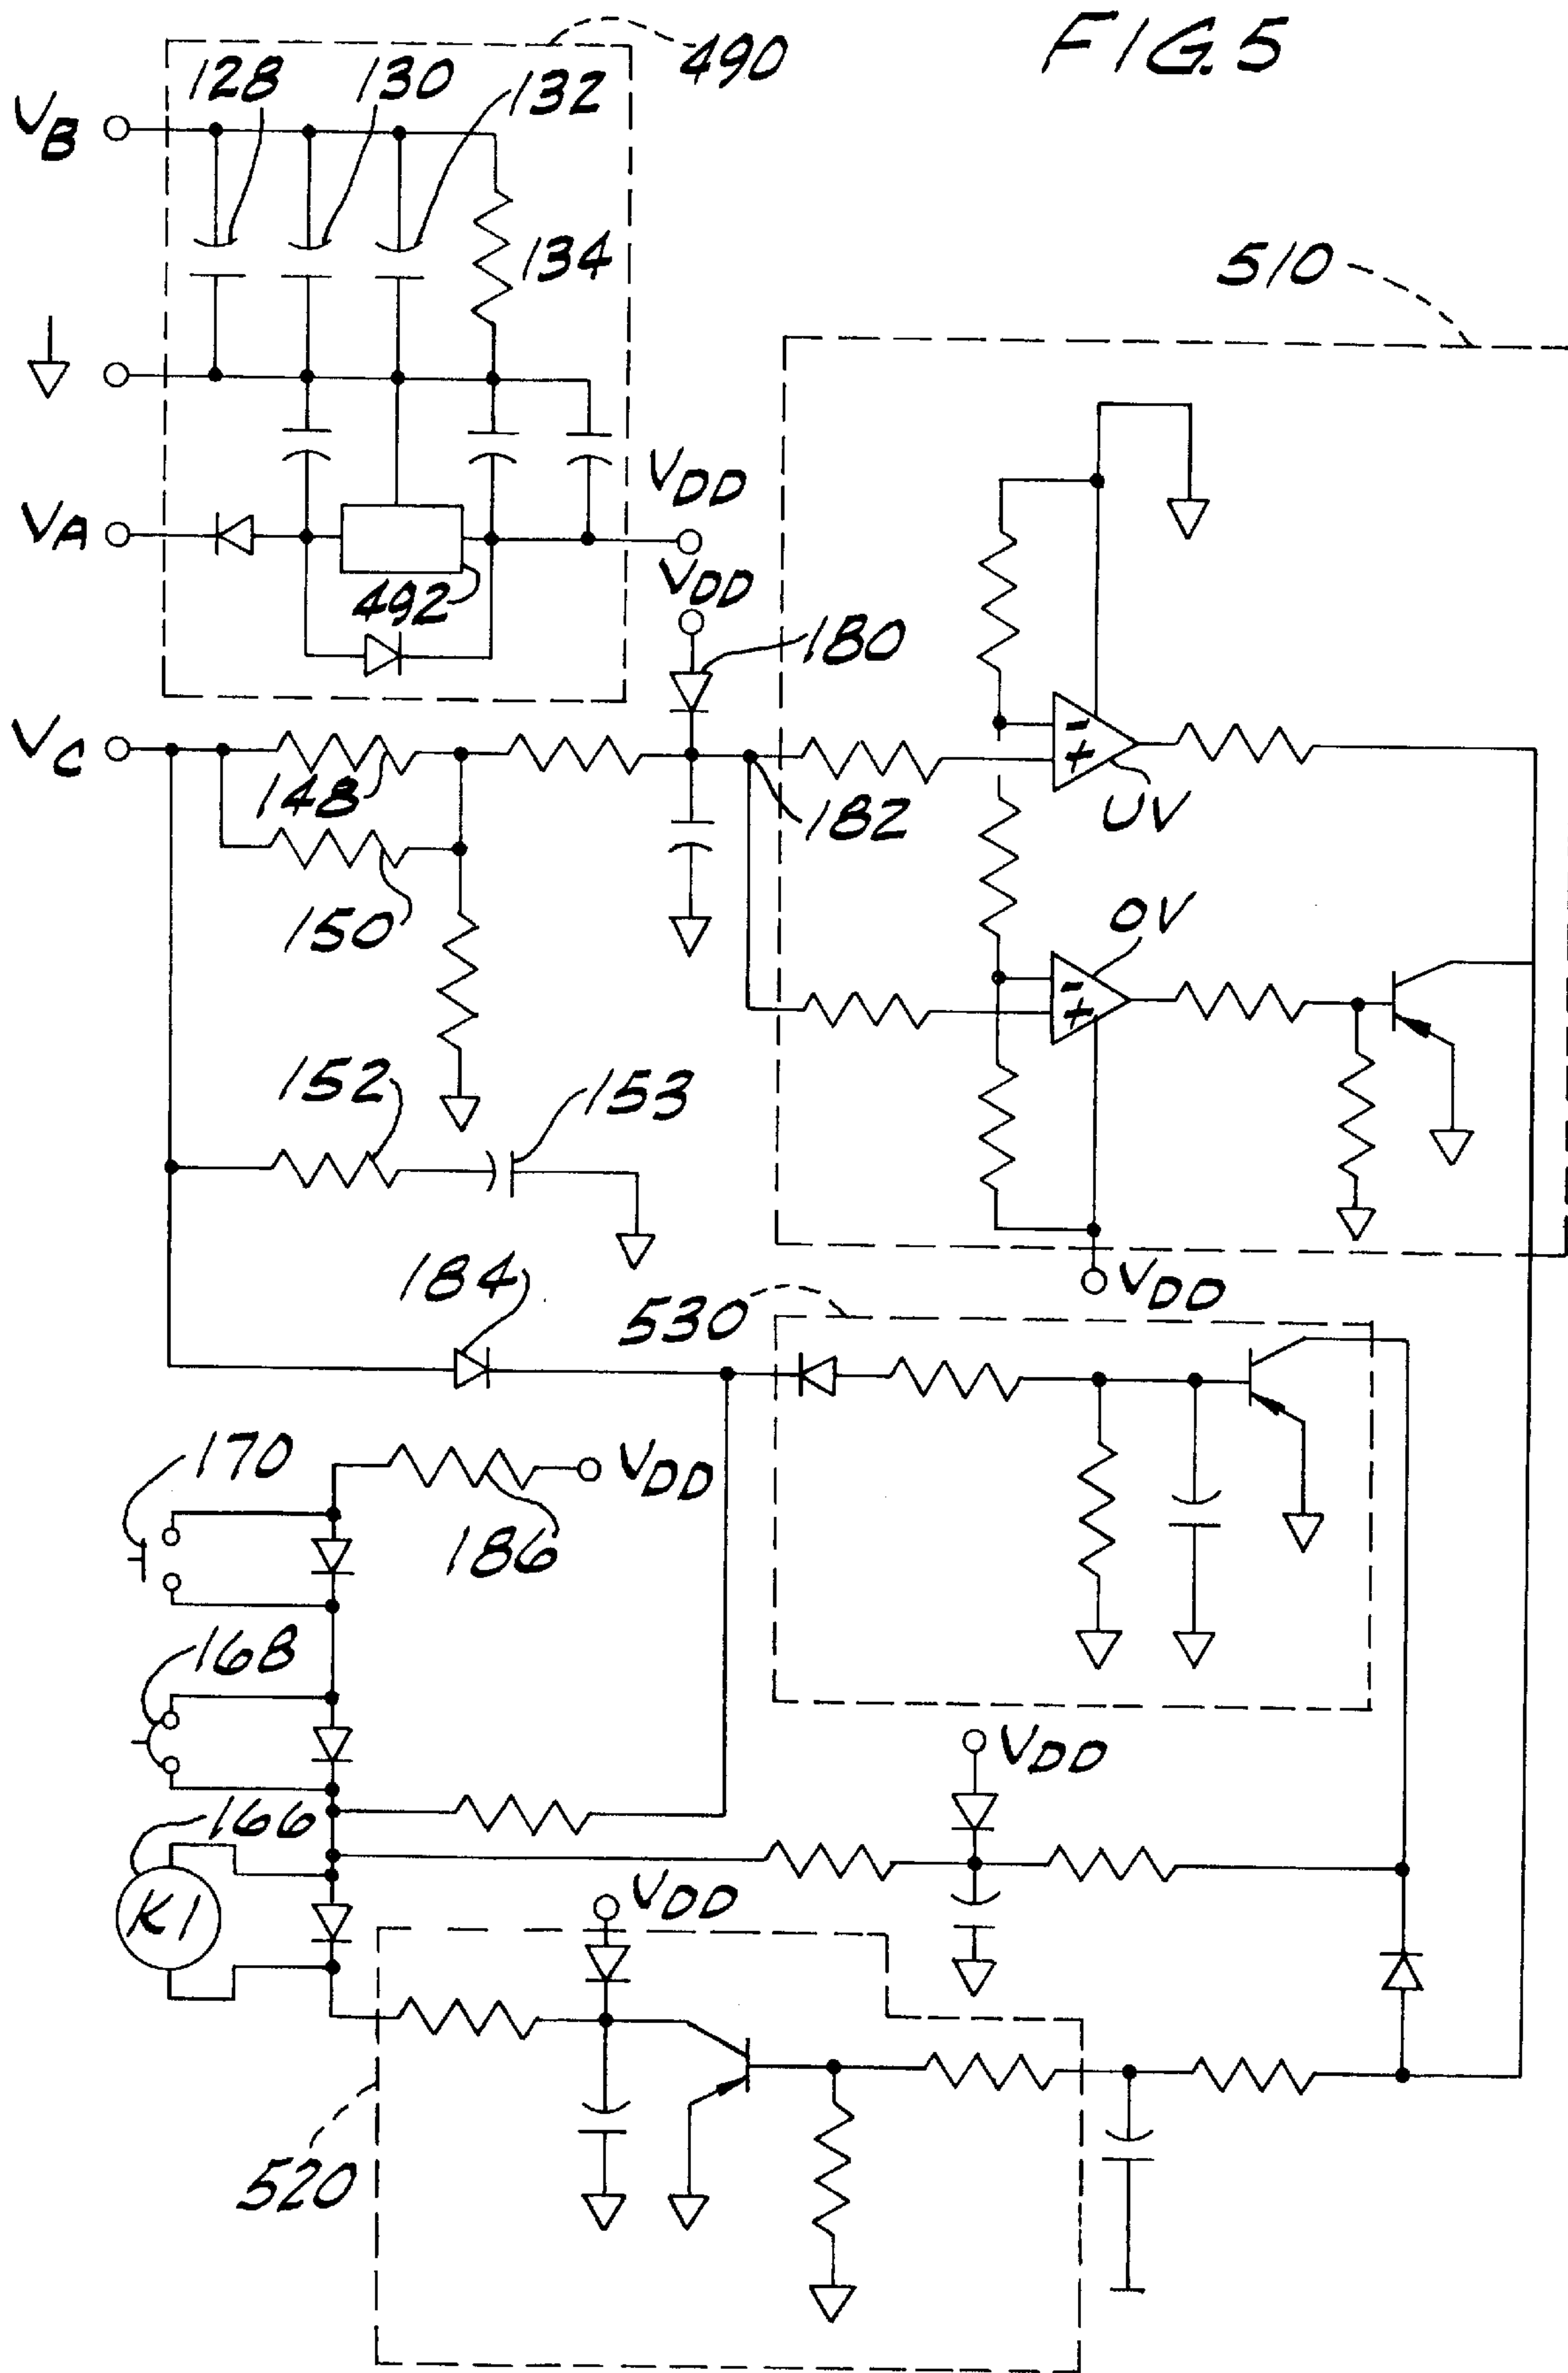 FIG. 5
490
128
130
132
V_B
134
510
V_DD
V_A
492
V_DD
180
V_C
148
182
-
+
UV
150
OV
-
+
152
153
184
V_DD
530
170
V_DD
186
168
V_DD
166
K1
V_DD
520